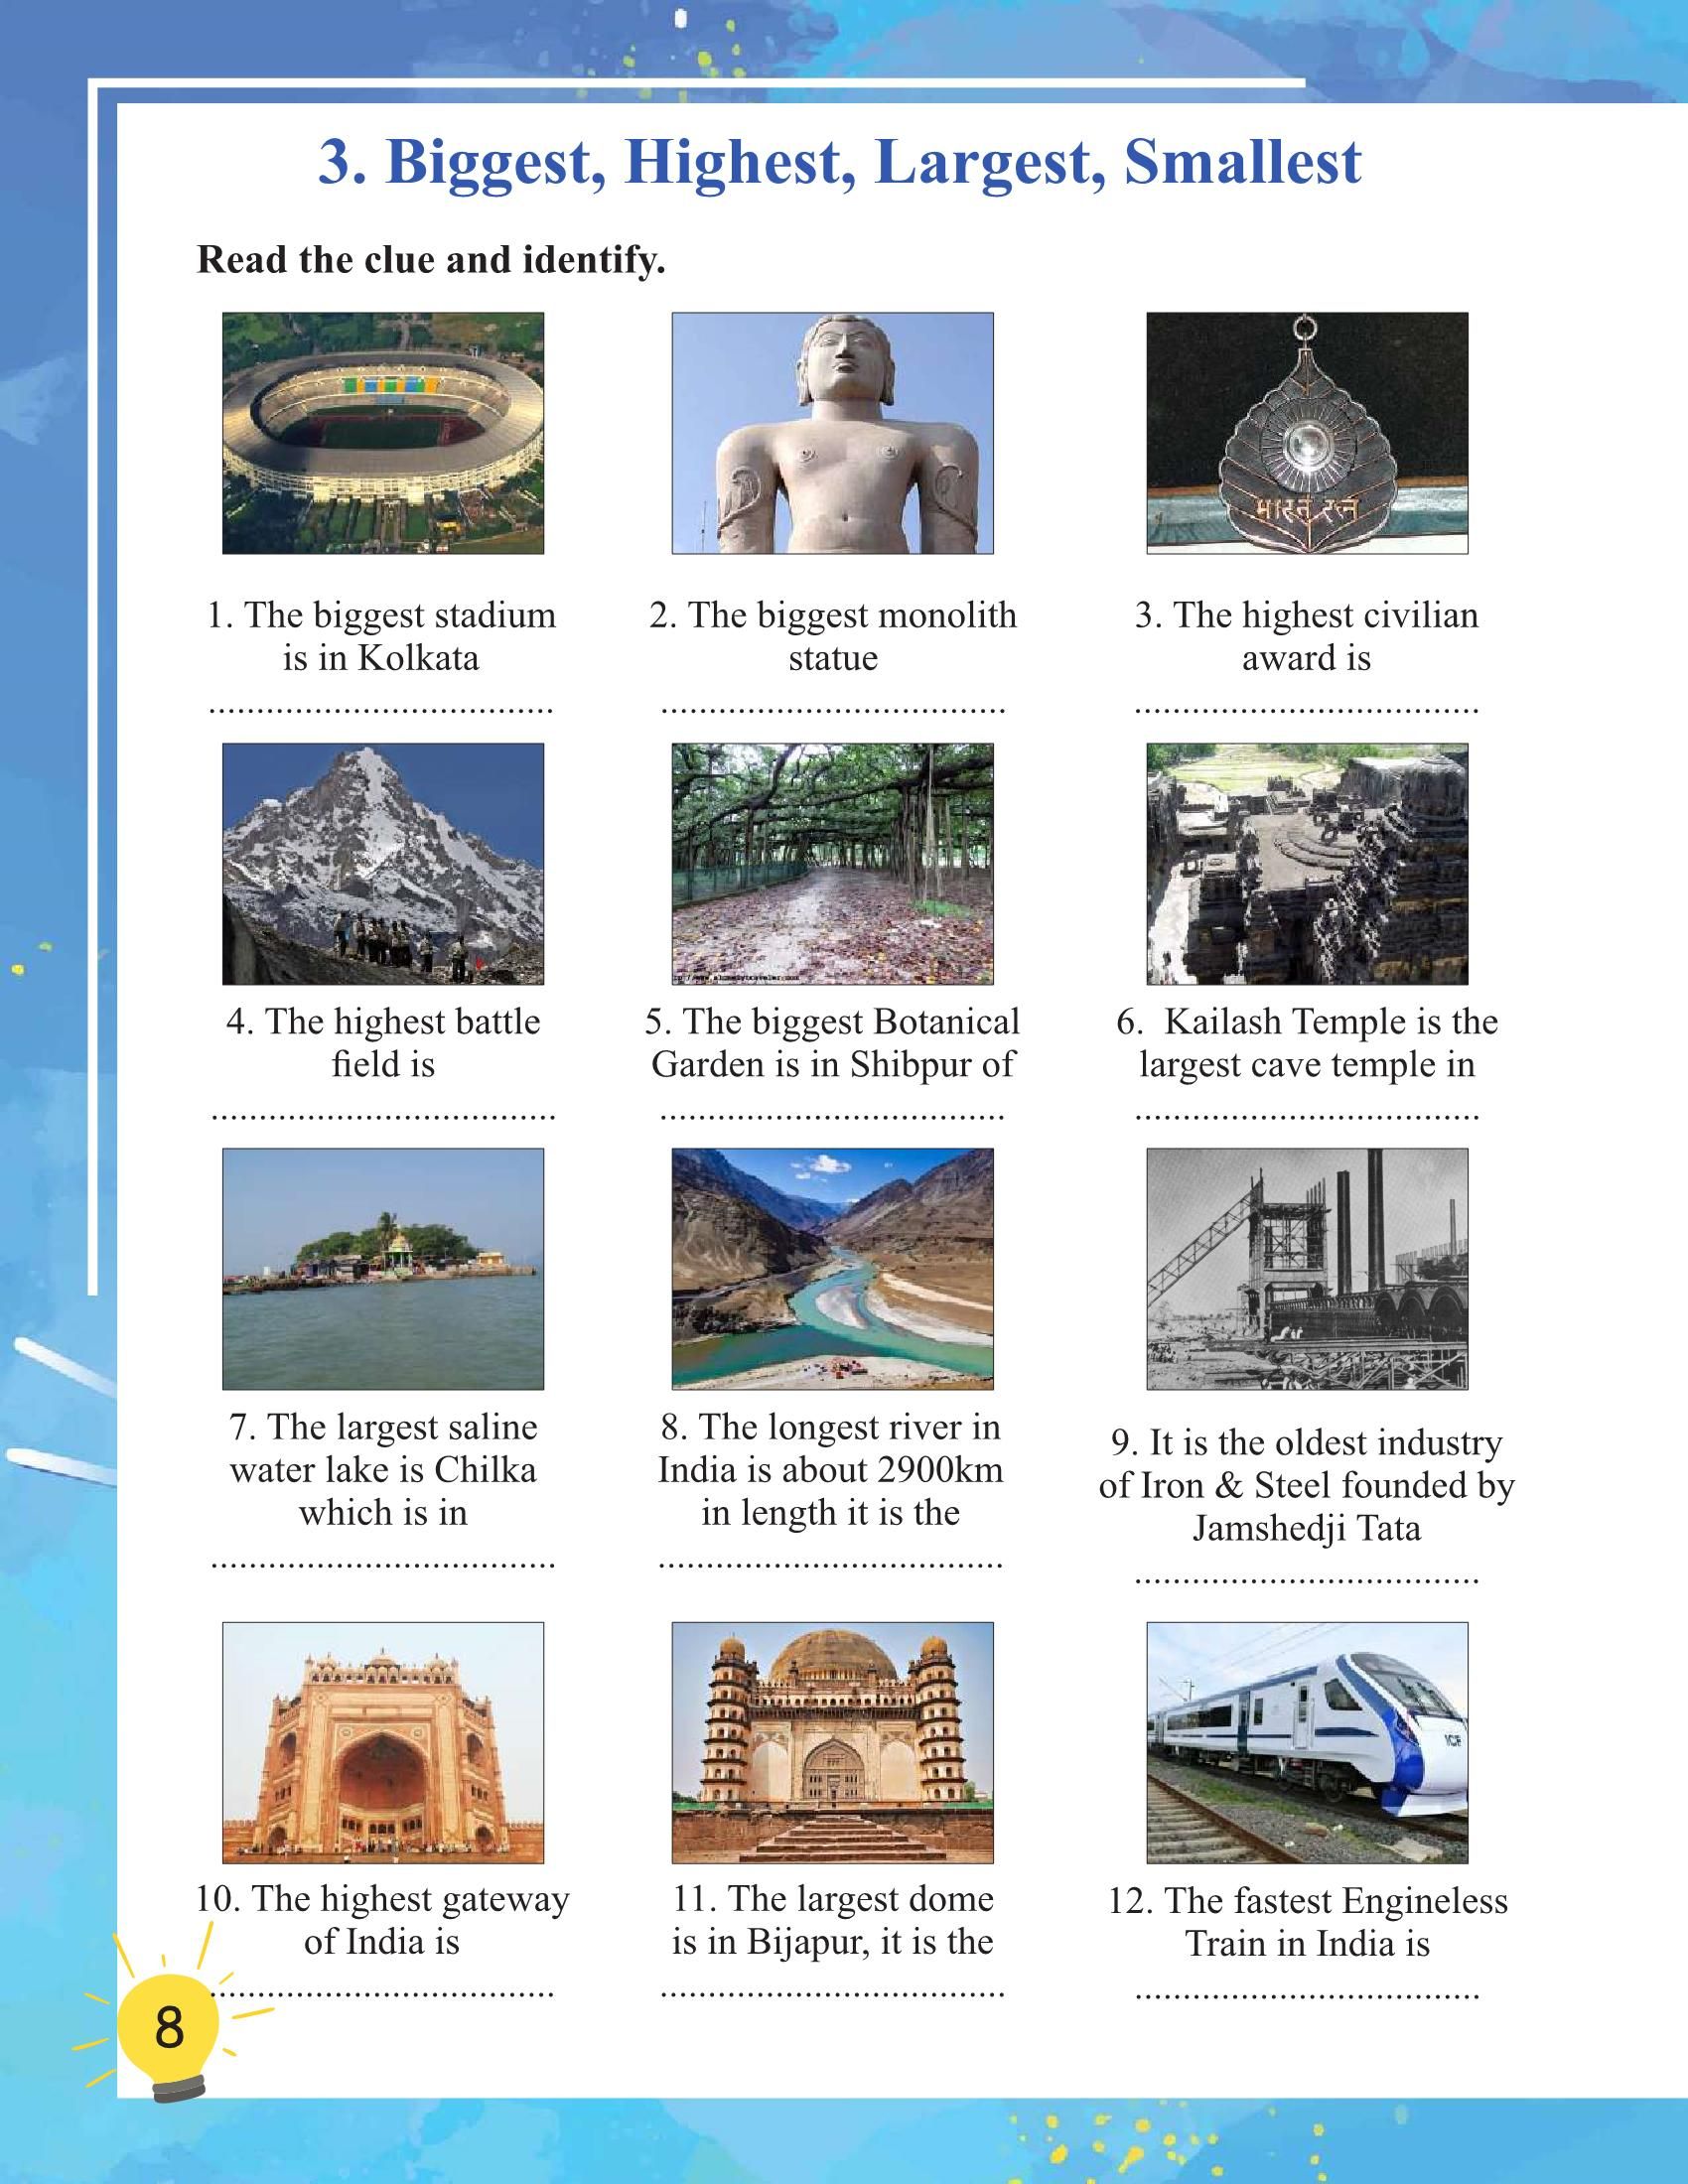 3. Biggest, Highest, Largest, Smallest
Read the clue and identify.
भारत रत्न
1. The biggest stadium
is in Kolkata
.....................................
2. The biggest monolith
statue
.....................................
3. The highest civilian
award is
.....................................
4. The highest battle
field is
.....................................
5. The biggest Botanical
Garden is in Shibpur of
.....................................
6. Kailash Temple is the
largest cave temple in
.....................................
7. The largest saline
water lake is Chilka
which is in
.....................................
8. The longest river in
India is about 2900km
in length it is the
.....................................
9. It is the oldest industry
of Iron & Steel founded by
Jamshedji Tata
.....................................
ICF
10. The highest gateway
of India is
.....................................
11. The largest dome
is in Bijapur, it is the
.....................................
12. The fastest Engineless
Train in India is
.....................................
8